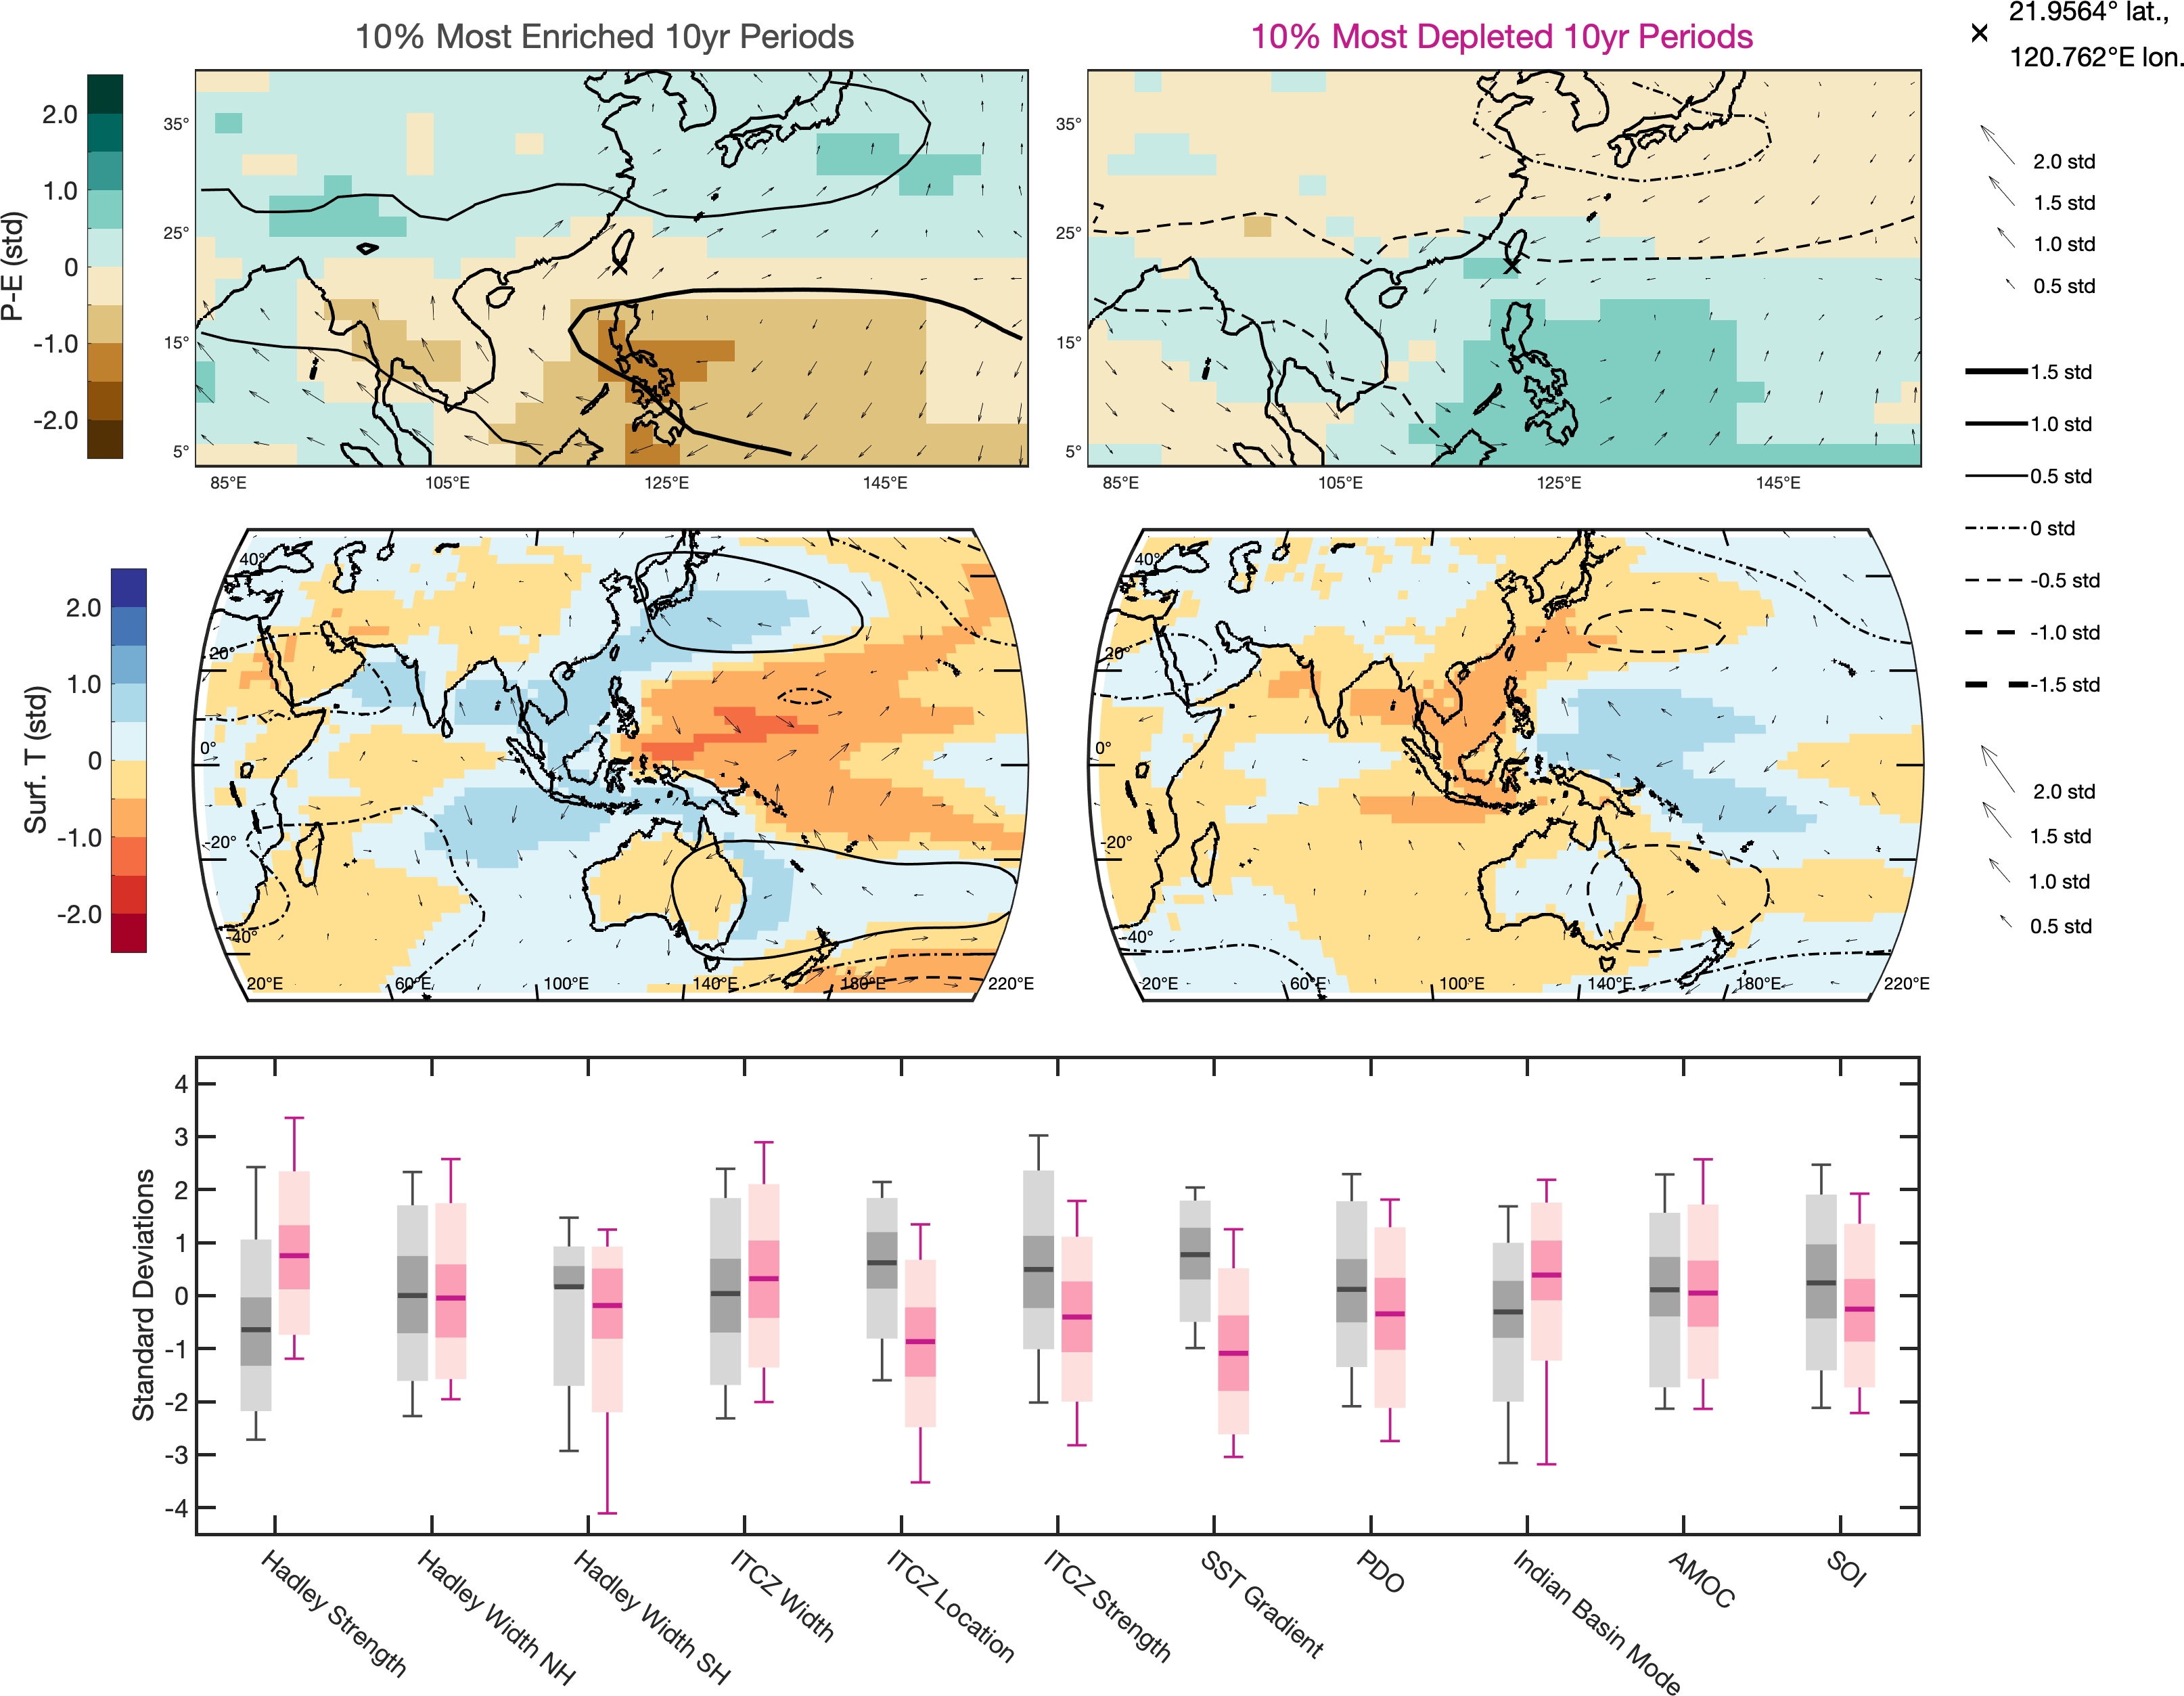 10% Most Enriched 10yr Periods
10% Most Depleted 10yr Periods
21.9564° lat.,
120.762°E lon.
P-E (std)
2.0
1.0
0
-1.0
-2.0
35°
25°
15°
5°
85°E
105°E
125°E
145°E
35°
25°
15°
5°
85°E
105°E
125°E
145°E
2.0 std
1.5 std
1.0 std
0.5 std
1.5 std
1.0 std
0.5 std
0 std
-0.5 std
-1.0 std
-1.5 std
Surf. T (std)
2.0
1.0
0
-1.0
-2.0
40°
20°
0°
-20°
-40°
20°E
60°E
100°E
140°E
180°E
220°E
40°
20°
0°
-20°
-40°
20°E
60°E
100°E
140°E
180°E
220°E
2.0 std
1.5 std
1.0 std
0.5 std
Standard Deviations
4
3
2
1
0
-1
-2
-3
-4
Hadley Strength
Hadley Width NH
Hadley Width SH
ITCZ Width
ITCZ Location
ITCZ Strength
SST Gradient
PDO
Indian Basin Mode
AMOC
SOI